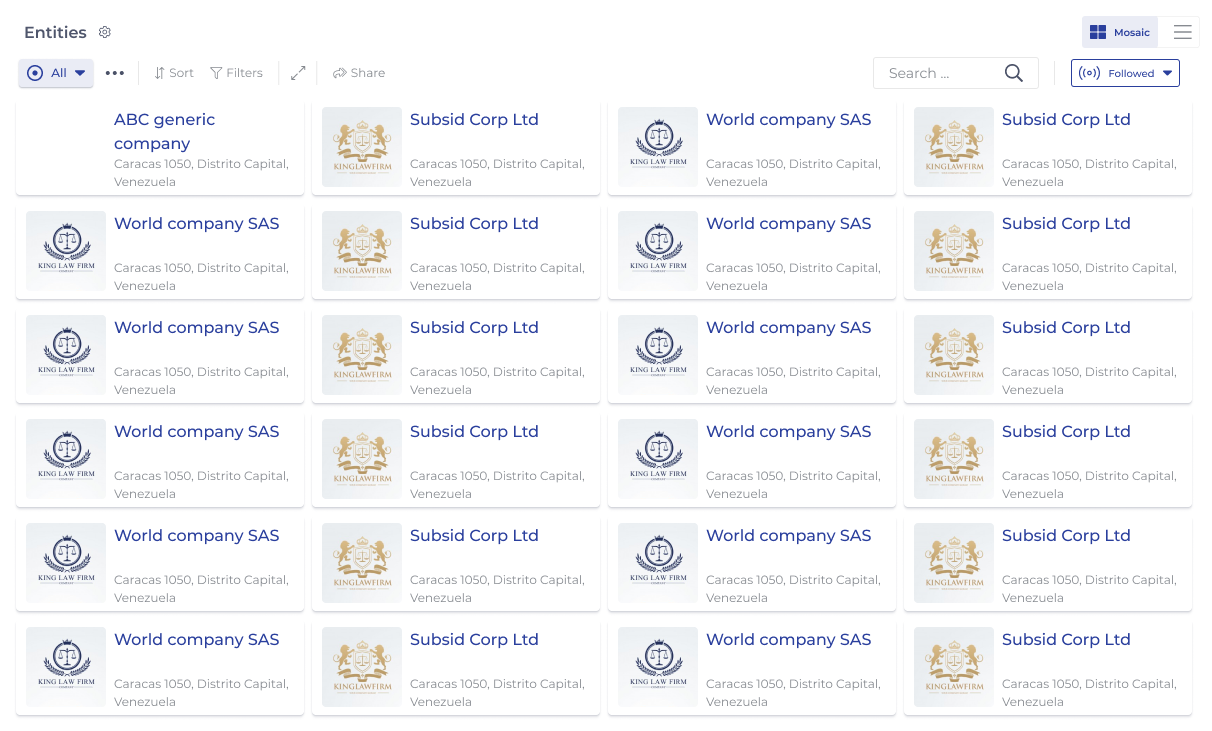 Entities
Mosaic
All
Sort
Filters
Share
Search ...
Followed
ABC generic
company
Caracas 1050, Distrito Capital,
Venezuela
Subsid Corp Ltd
Caracas 1050, Distrito Capital,
Venezuela
KINGLAWFIRM
World company SAS
Caracas 1050, Distrito Capital,
Venezuela
KING LAW FIRM
Subsid Corp Ltd
Caracas 1050, Distrito Capital,
Venezuela
KINGLAWFIRM
World company SAS
Caracas 1050, Distrito Capital,
Venezuela
KING LAW FIRM
Subsid Corp Ltd
Caracas 1050, Distrito Capital,
Venezuela
KINGLAWFIRM
World company SAS
Caracas 1050, Distrito Capital,
Venezuela
KING LAW FIRM
Subsid Corp Ltd
Caracas 1050, Distrito Capital,
Venezuela
KINGLAWFIRM
World company SAS
Caracas 1050, Distrito Capital,
Venezuela
KING LAW FIRM
Subsid Corp Ltd
Caracas 1050, Distrito Capital,
Venezuela
KINGLAWFIRM
World company SAS
Caracas 1050, Distrito Capital,
Venezuela
KING LAW FIRM
Subsid Corp Ltd
Caracas 1050, Distrito Capital,
Venezuela
KINGLAWFIRM
World company SAS
Caracas 1050, Distrito Capital,
Venezuela
KING LAW FIRM
Subsid Corp Ltd
Caracas 1050, Distrito Capital,
Venezuela
KINGLAWFIRM
World company SAS
Caracas 1050, Distrito Capital,
Venezuela
KING LAW FIRM
Subsid Corp Ltd
Caracas 1050, Distrito Capital,
Venezuela
KINGLAWFIRM
World company SAS
Caracas 1050, Distrito Capital,
Venezuela
KING LAW FIRM
Subsid Corp Ltd
Caracas 1050, Distrito Capital,
Venezuela
KINGLAWFIRM
World company SAS
Caracas 1050, Distrito Capital,
Venezuela
KING LAW FIRM
Subsid Corp Ltd
Caracas 1050, Distrito Capital,
Venezuela
KINGLAWFIRM
World company SAS
Caracas 1050, Distrito Capital,
Venezuela
KING LAW FIRM
Subsid Corp Ltd
Caracas 1050, Distrito Capital,
Venezuela
KINGLAWFIRM
World company SAS
Caracas 1050, Distrito Capital,
Venezuela
KING LAW FIRM
Subsid Corp Ltd
Caracas 1050, Distrito Capital,
Venezuela
KINGLAWFIRM